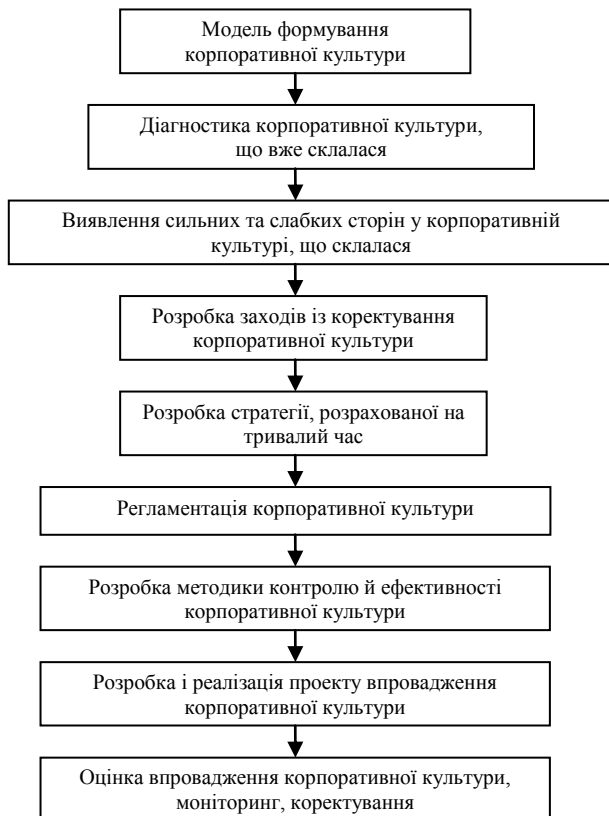 Модель формування
корпоративної культури
Діагностика корпоративної культури,
що вже склалася
Виявлення сильних та слабких сторін у корпоративній
культурі, що склалася
Розробка заходів із коректування
корпоративної культури
Розробка стратегії, розрахованої на
тривалий час
Регламентація корпоративної культури
Розробка методики контролю й ефективності
корпоративної культури
Розробка і реалізація проекту впровадження
корпоративної культури
Оцінка впровадження корпоративної культури,
моніторинг, коректування